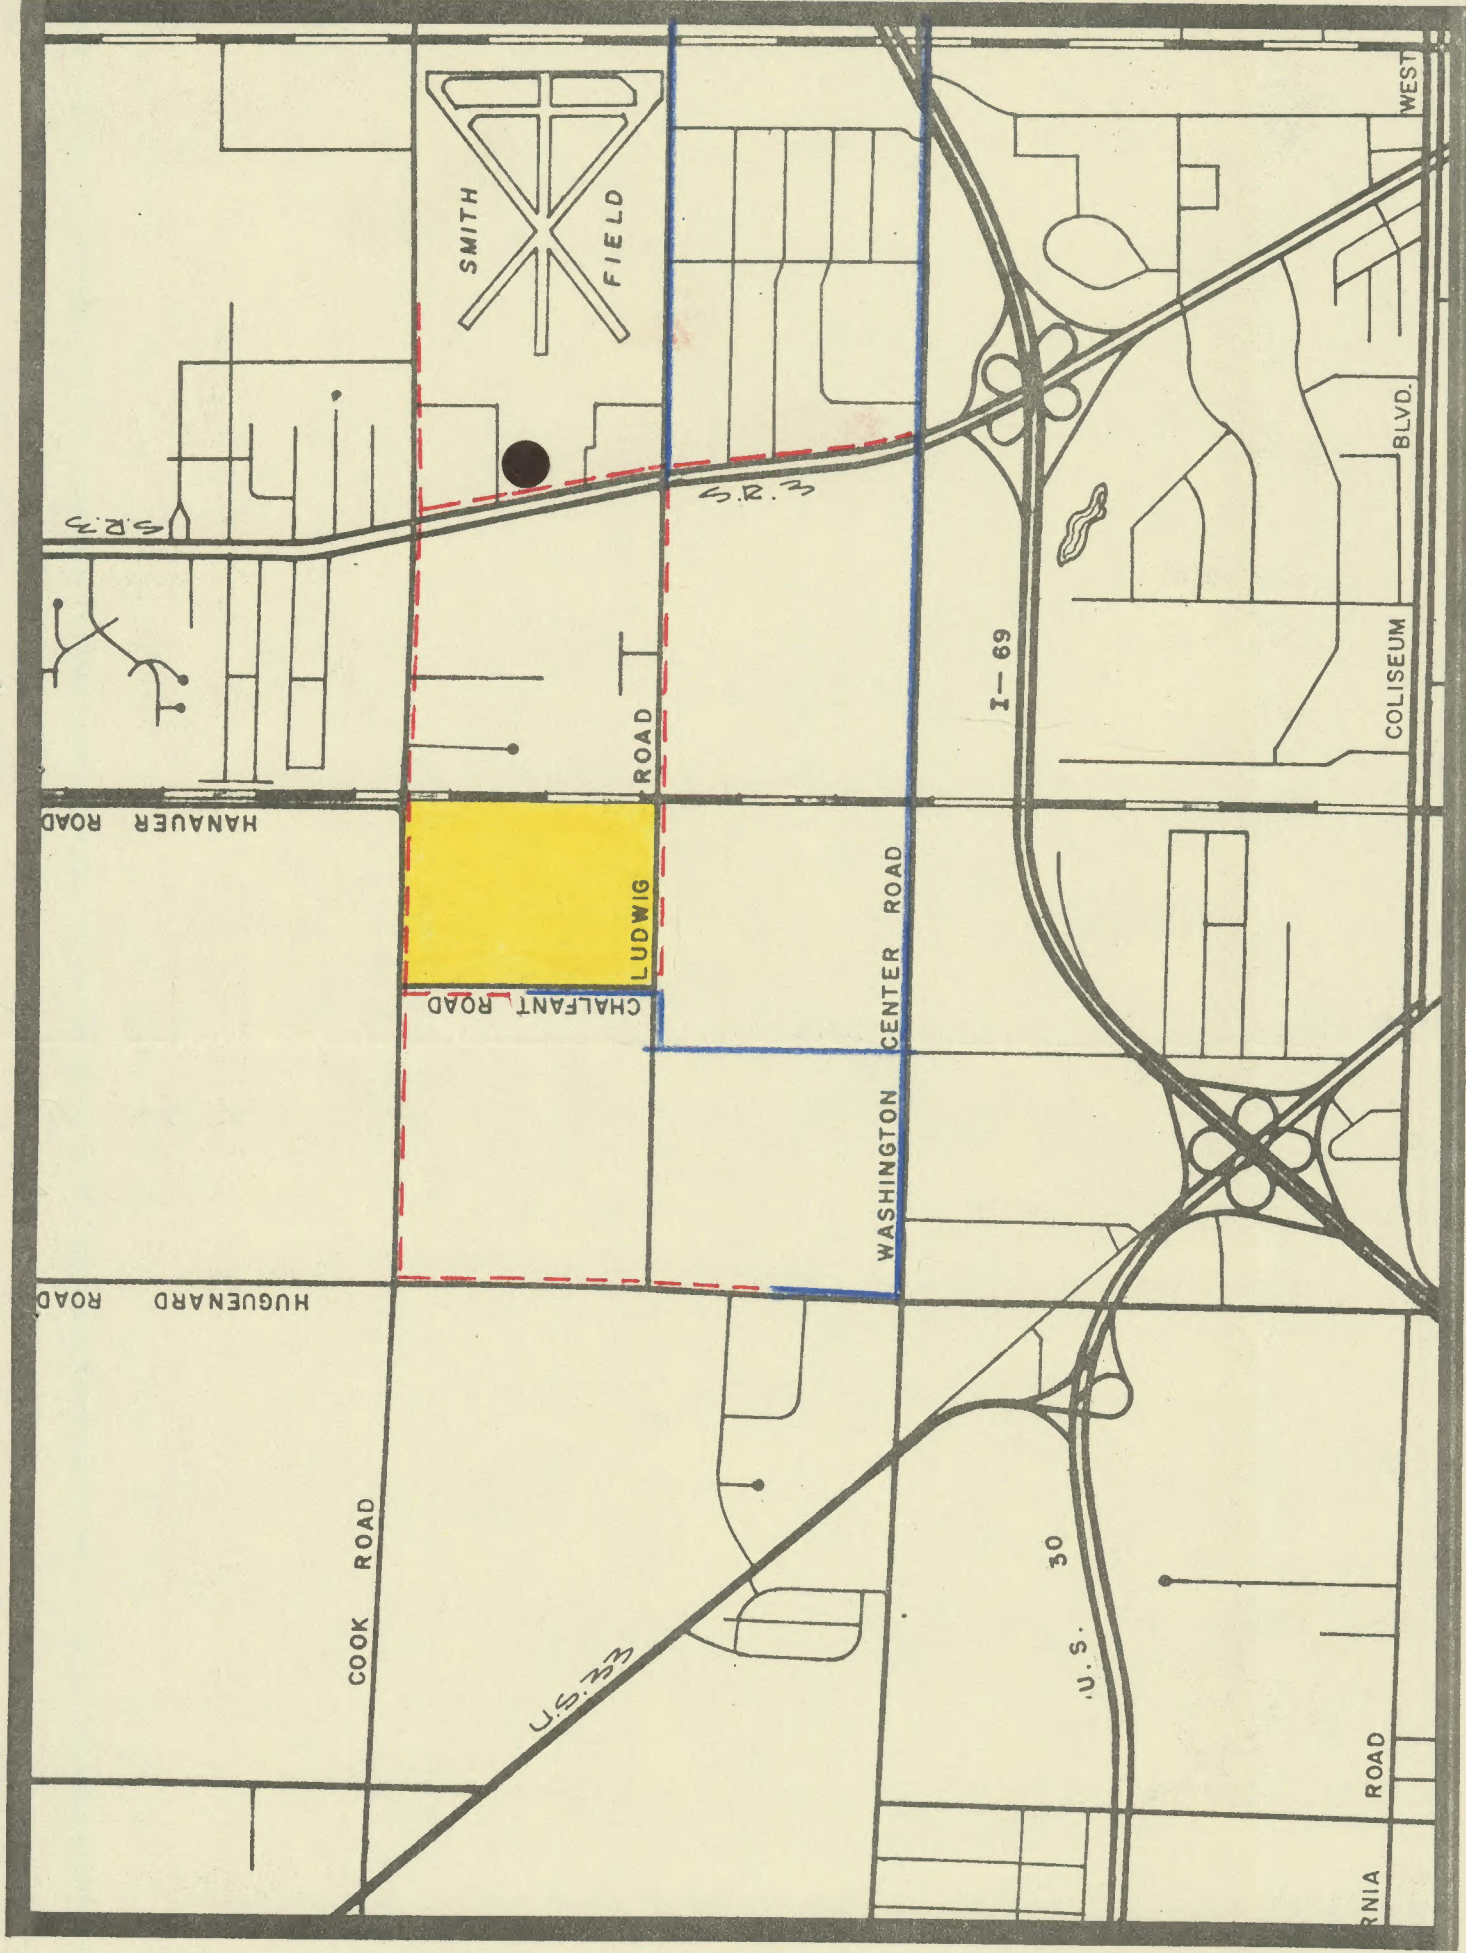 SMITH
FIELD
S.R.3
S.R.3
WEST
BLVD.
COLISEUM
I-69
HANAUER ROAD
LUDWIG ROAD
CHALFANT ROAD
WASHINGTON CENTER ROAD
HUGUENARD ROAD
COOK ROAD
U.S.33
U.S. 30
RNIA ROAD